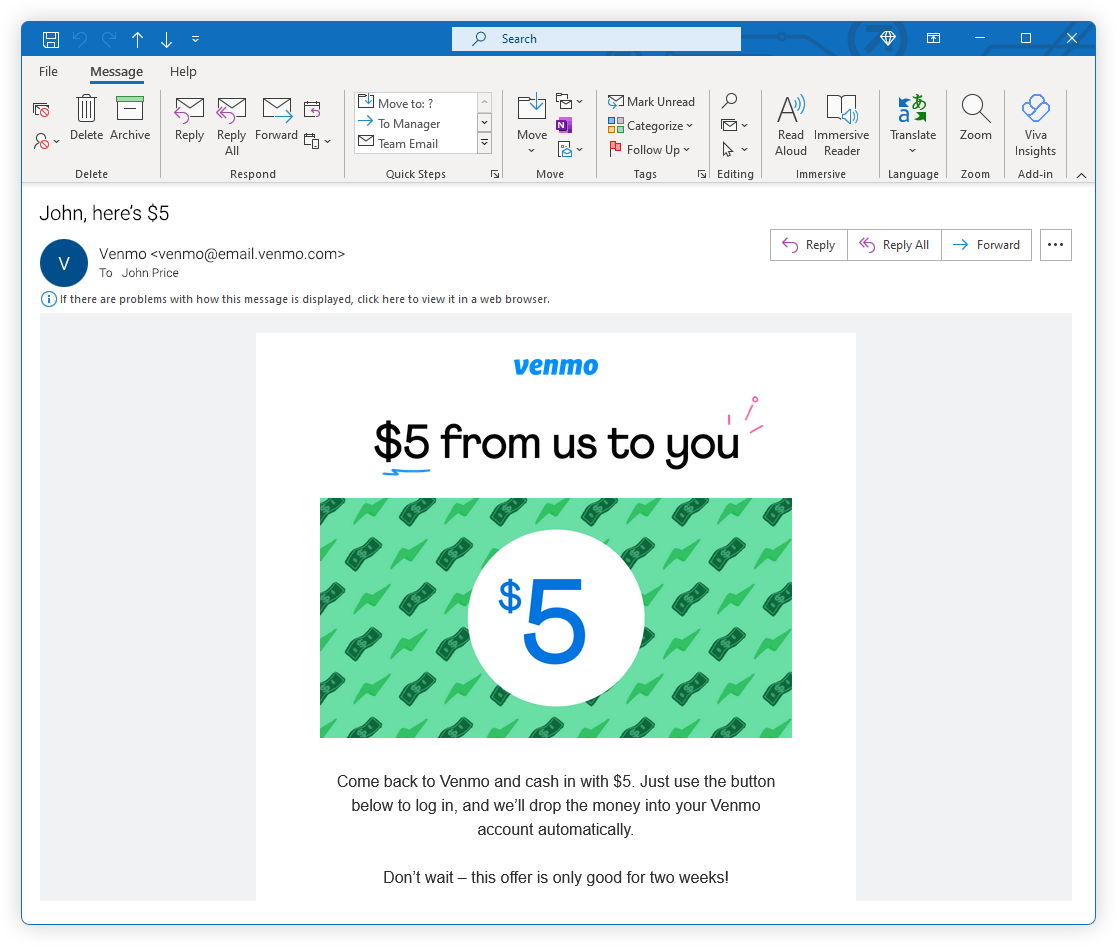 Search
File Message Help
Delete
Archive
Reply
Reply All
Forward
Move to: ?
To Manager
Team Email
Move
Mark Unread
Categorize
Follow Up
Read Aloud
Immersive Reader
Translate
Zoom
Viva Insights
Delete
Respond
Quick Steps
Move
Tags
Editing
Immersive
Language
Zoom
Add-in
John, here’s $5
V
Venmo <venmo@email.venmo.com>
To John Price
Reply
Reply All
Forward
If there are problems with how this message is displayed, click here to view it in a web browser.
venmo
$5 from us to you
$5
Come back to Venmo and cash in with $5. Just use the button
below to log in, and we’ll drop the money into your Venmo
account automatically.
Don’t wait – this offer is only good for two weeks!